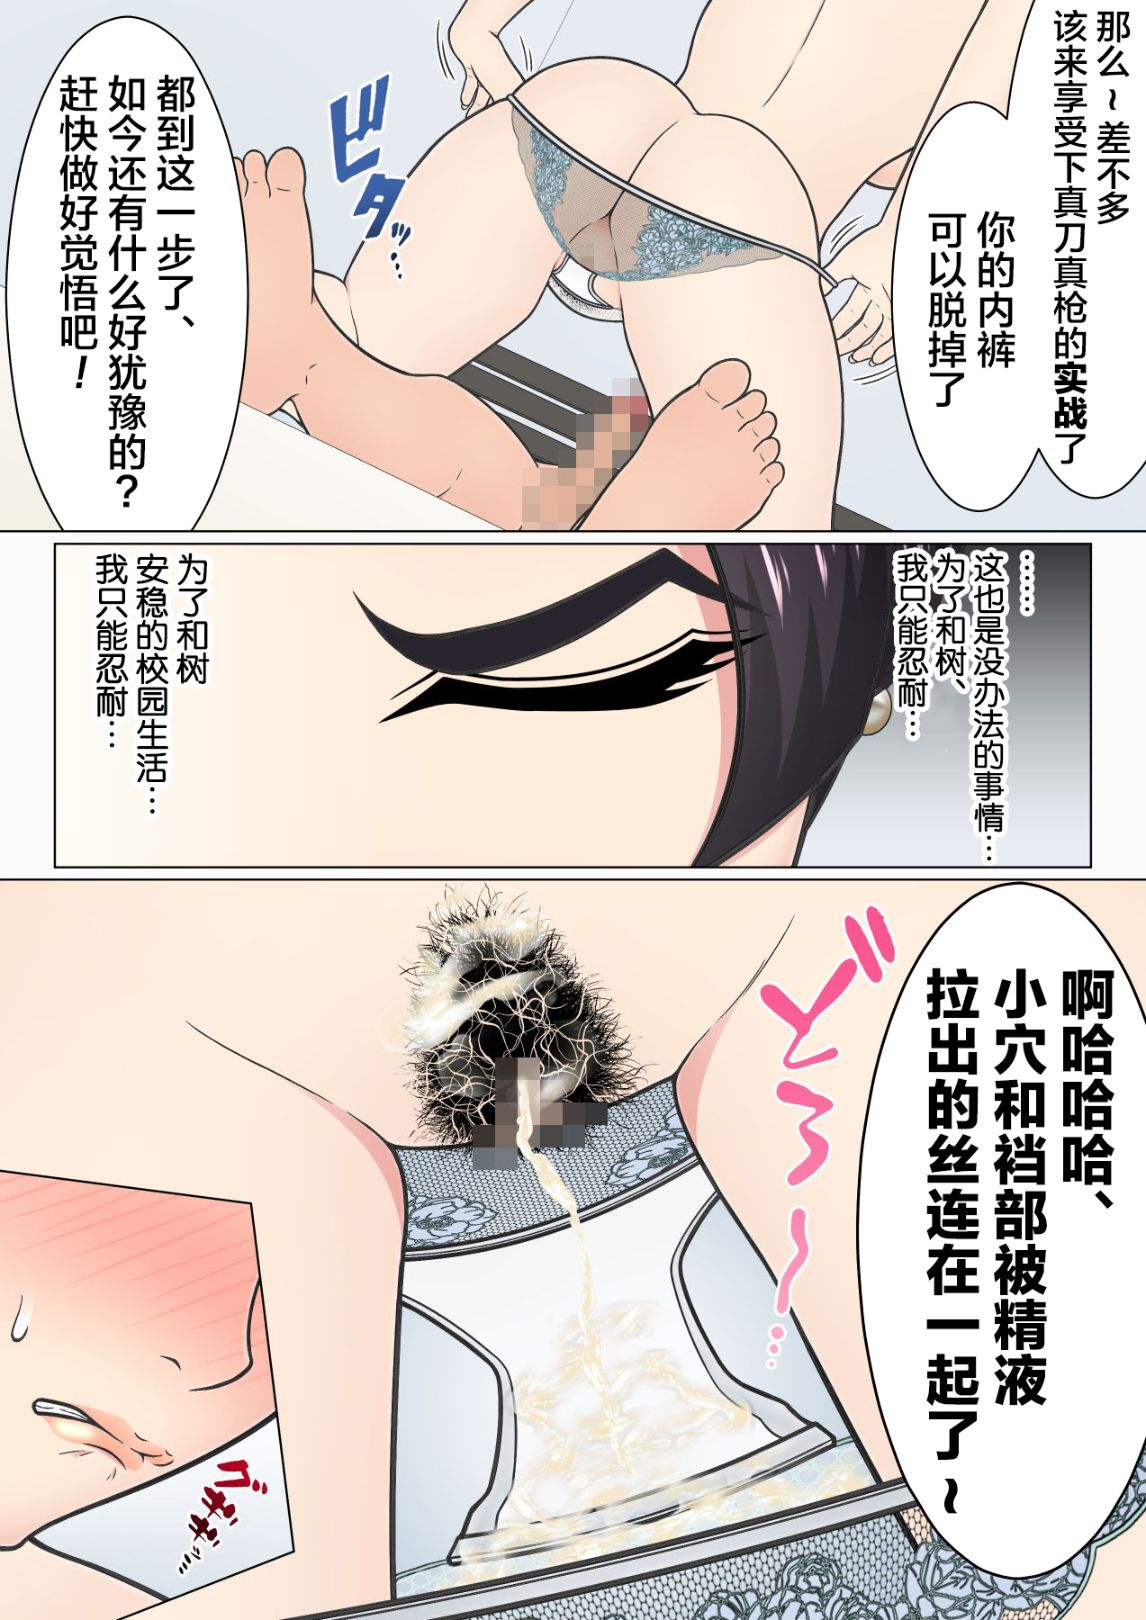 那么～差不多
该来享受下真刀真枪的实战了
你的内裤
可以脱掉了
ビタッ…
都到这一步了、
如今还有什么好犹豫的？
赶快做好觉悟吧！
……
这也是没办法的事情…
为了和树、
我只能忍耐…
为了和树
安稳的校园生活…
我只能忍耐…
啊哈哈哈、
小穴和裆部被精液
拉出的丝连在一起了～
どろ～…